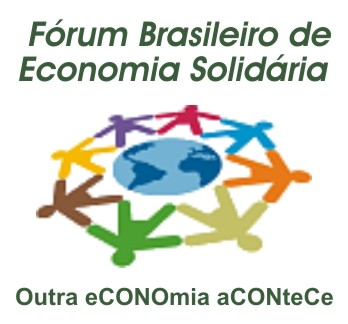 Fórum Brasileiro de
Economia Solidária
Outra eCONOmia aCONteCe